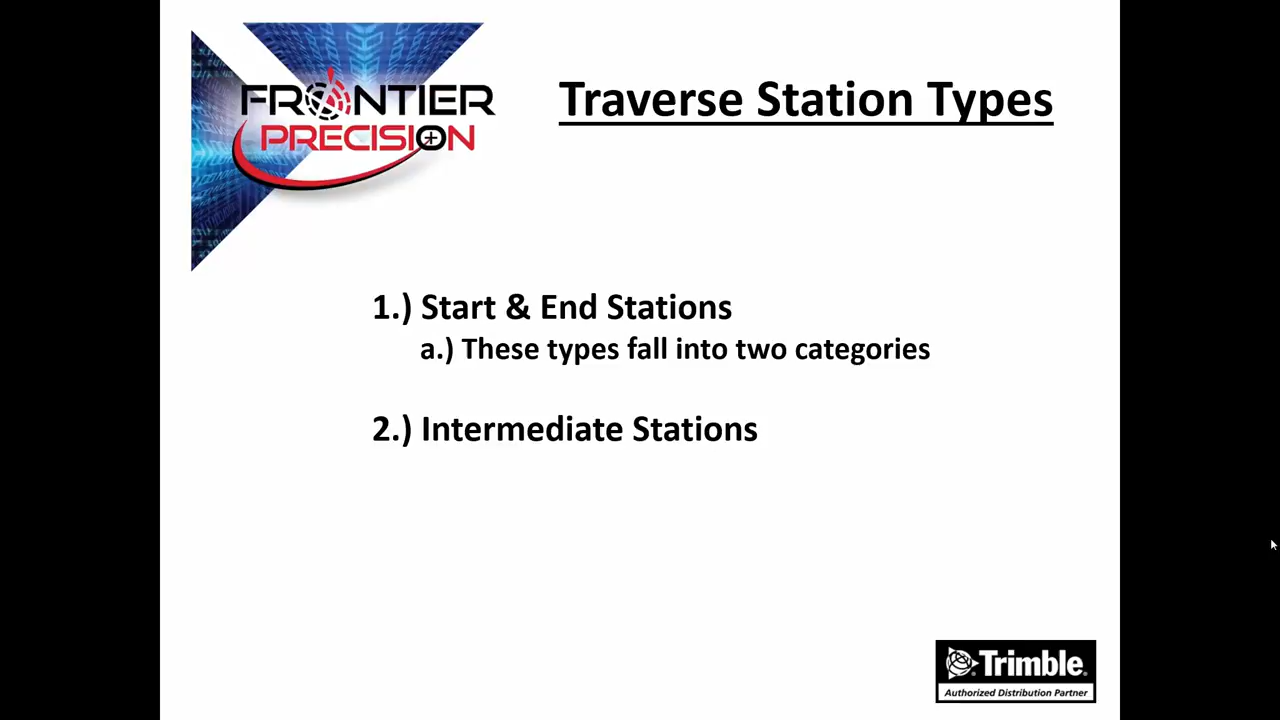 FRONTIER
PRECISION
Traverse Station Types
1.) Start & End Stations
a.) These types fall into two categories
2.) Intermediate Stations
Trimble
Authorized Distribution Partner